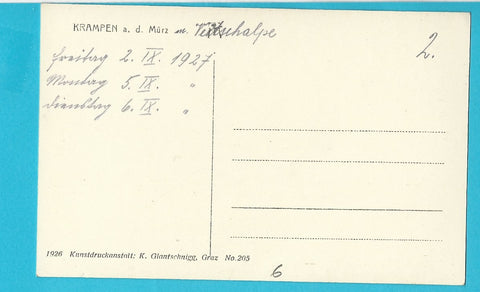 KRAMPEN a. d. Mürz m. Veitschalpe
2.
Freitag 2. IX. 1927
Montag 5. IX. "
Dienstag 6. IX. "
1926 Kunstdruckanstalt: K. Glantschnigg, Graz No. 205
6